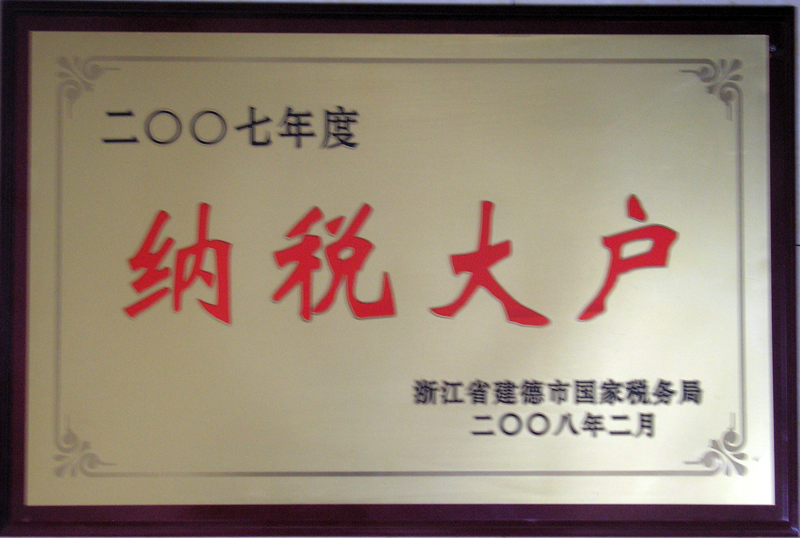 二〇〇七年度
纳税大户
浙江省建德市国家税务局
二〇〇八年二月